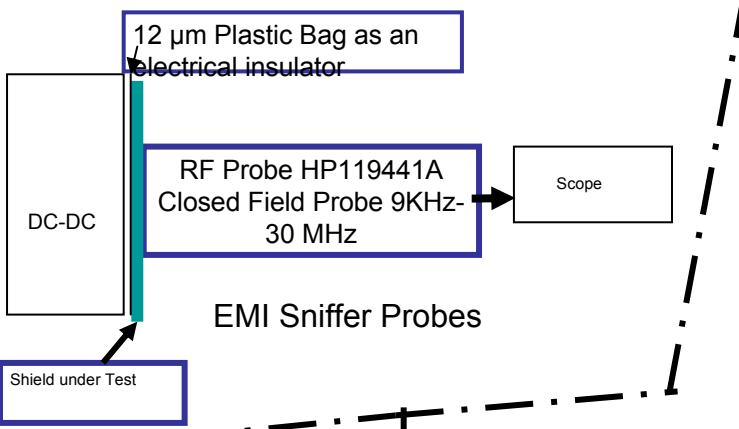 12 µm Plastic Bag as an
electrical insulator
RF Probe HP119441A
Closed Field Probe 9KHz-
30 MHz
Scope
DC-DC
EMI Sniffer Probes
Shield under Test